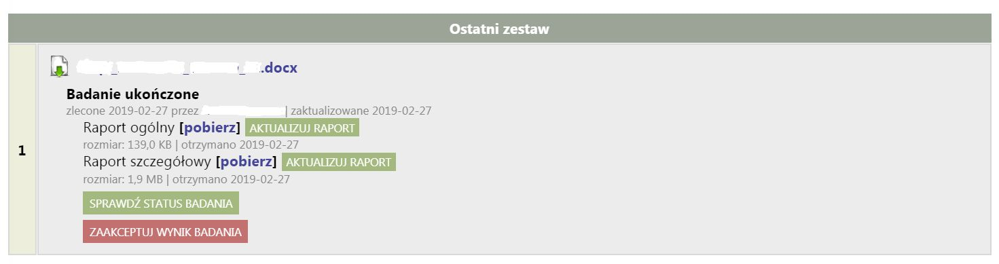 Ostatni zestaw
1
.docx
Badanie ukończone
zlecone 2019-02-27 przez | zaktualizowane 2019-02-27
Raport ogólny [pobierz] AKTUALIZUJ RAPORT
rozmiar: 139,0 KB | otrzymano 2019-02-27
Raport szczegółowy [pobierz] AKTUALIZUJ RAPORT
rozmiar: 1,9 MB | otrzymano 2019-02-27
SPRAWDŹ STATUS BADANIA
ZAAKCEPTUJ WYNIK BADANIA